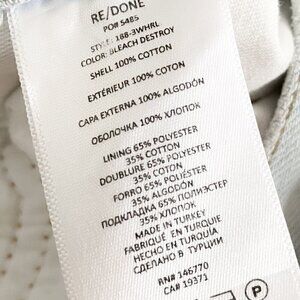 RE/DONE
PO# 5485
STYLE: 188-3WHRL
COLOR: BLEACH DESTROY
SHELL 100% COTTON
EXTÉRIEUR 100% COTON
CAPA EXTERNA 100% ALGODÓN
ОБОЛОЧКА 100% ХЛОПОК
LINING 65% POLYESTER
35% COTTON
DOUBLURE 65% POLYESTER
35% COTON
FORRO 65% POLIÉSTER
35% ALGODÓN
ПОДКЛАДКА 65% ПОЛИЭСТЕР
35% ХЛОПОК
MADE IN TURKEY
FABRIQUÉ EN TURQUIE
HECHO EN TURQUÍA
СДЕЛАНО В ТУРЦИИ
RN# 146770
CA# 19371
P